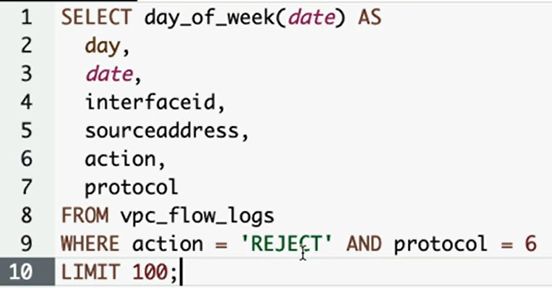 1 SELECT day_of_week(date) AS
2 day,
3 date,
4 interfaceid,
5 sourceaddress,
6 action,
7 protocol
8 FROM vpc_flow_logs
9 WHERE action = 'REJECT' AND protocol = 6
10 LIMIT 100;